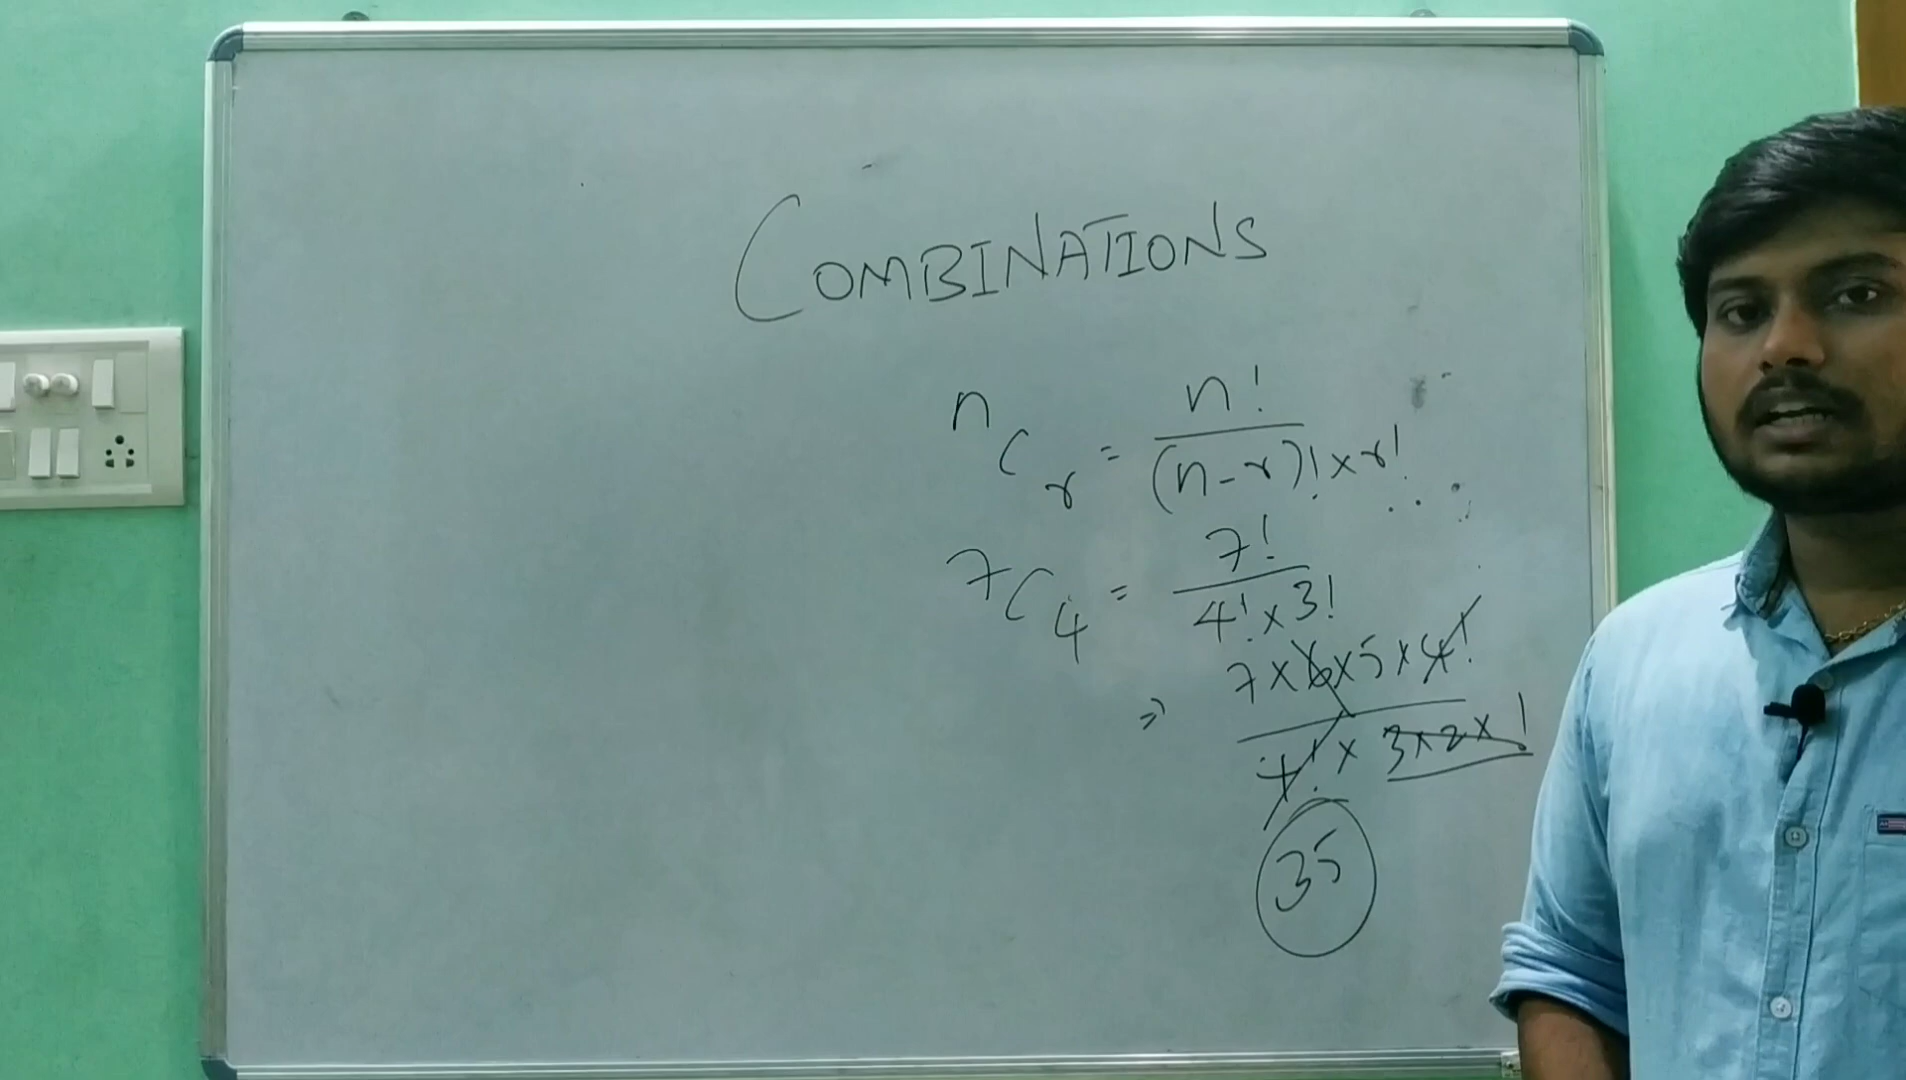 COMBINATIONS
nCr = n! / (n-r)! × r!
7C4 = 7! / 4! × 3!
⇒ 7 × 6 × 5 × 4! / 4! × 3 × 2 × 1
35